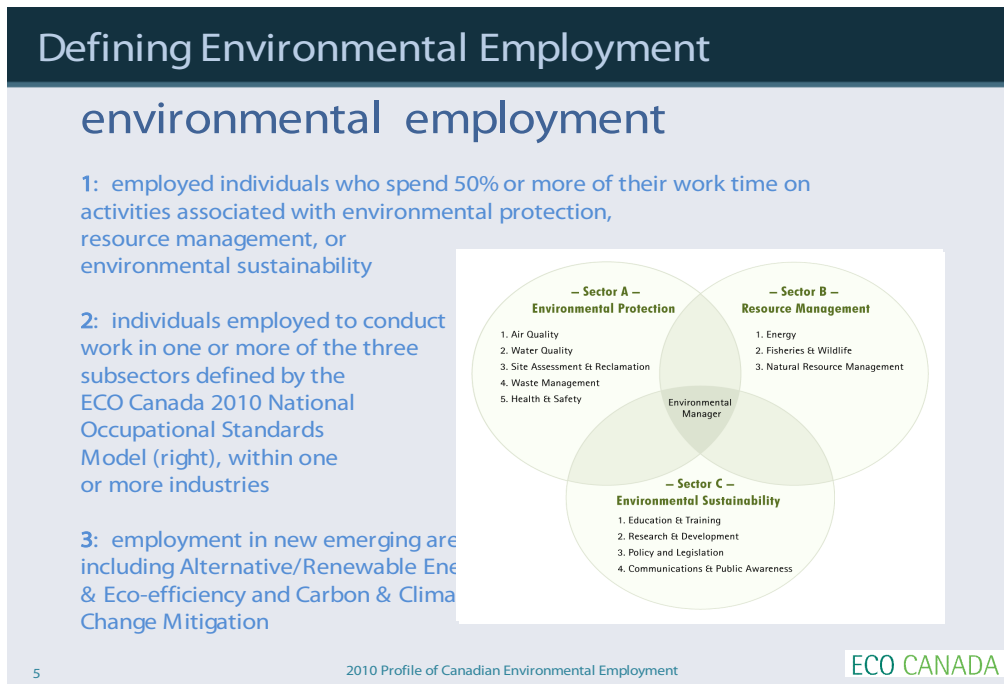 Defining Environmental Employment
environmental employment
1: employed individuals who spend 50% or more of their work time on
activities associated with environmental protection,
resource management, or
environmental sustainability
2: individuals employed to conduct
work in one or more of the three
subsectors defined by the
ECO Canada 2010 National
Occupational Standards
Model (right), within one
or more industries
3: employment in new emerging are
including Alternative/Renewable Ene
& Eco-efficiency and Carbon & Clima
Change Mitigation
– Sector A –
Environmental Protection
1. Air Quality
2. Water Quality
3. Site Assessment & Reclamation
4. Waste Management
5. Health & Safety
– Sector B –
Resource Management
1. Energy
2. Fisheries & Wildlife
3. Natural Resource Management
Environmental
Manager
– Sector C –
Environmental Sustainability
1. Education & Training
2. Research & Development
3. Policy and Legislation
4. Communications & Public Awareness
5
2010 Profile of Canadian Environmental Employment
ECO CANADA